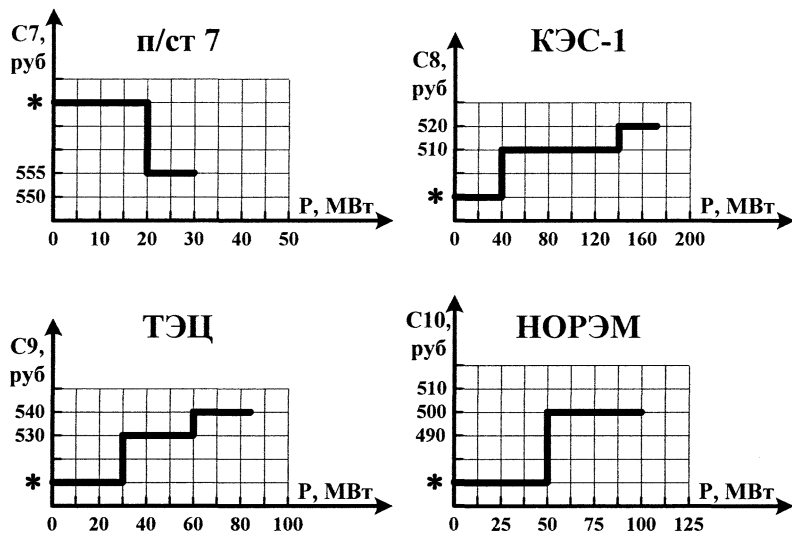 п/ст 7
С7,
руб
*
555
550
Р, МВт
0 10 20 30 40 50
КЭС-1
С8,
руб
520
510
*
Р, МВт
0 40 80 120 160 200
ТЭЦ
С9,
руб
540
530
*
Р, МВт
0 20 40 60 80 100
НОРЭМ
С10,
руб
510
500
490
*
Р, МВт
0 25 50 75 100 125